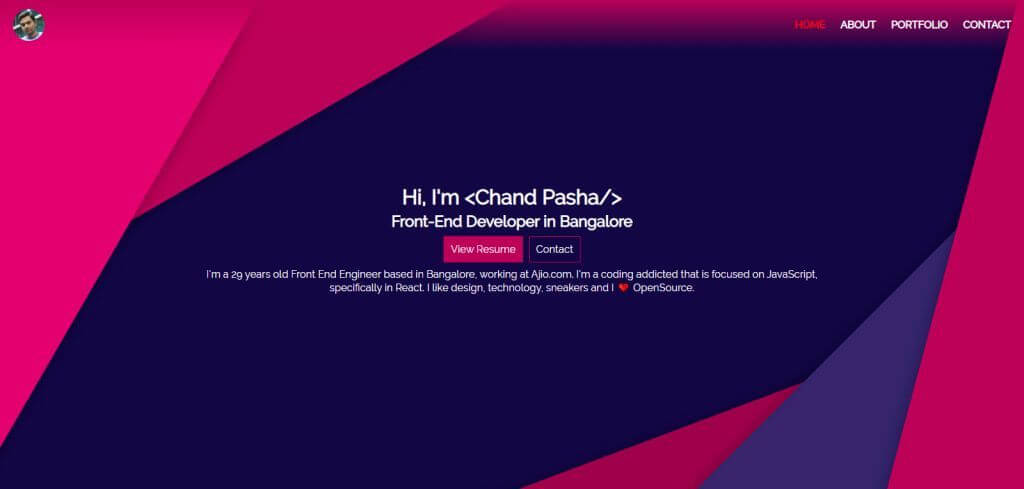 HOME ABOUT PORTFOLIO CONTACT
Hi, I'm <Chand Pasha/>
Front-End Developer in Bangalore
View Resume Contact
I'm a 29 years old Front End Engineer based in Bangalore, working at Ajio.com. I'm a coding addicted that is focused on JavaScript,
specifically in React. I like design, technology, sneakers and I ❤ OpenSource.